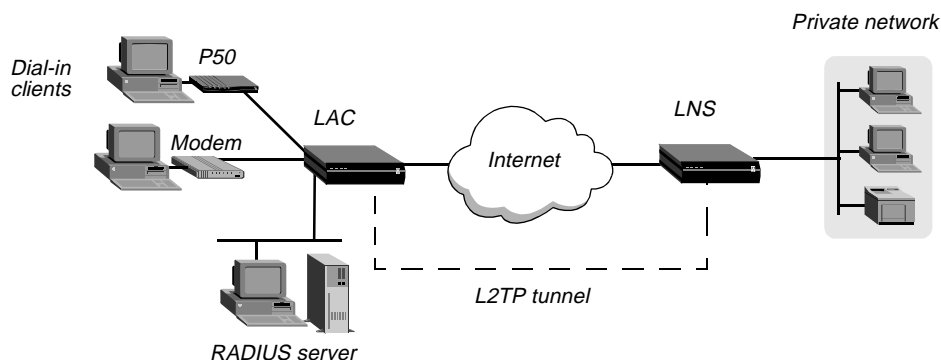 Private network
Dial-in
clients
P50
LAC
LNS
Modem
Internet
L2TP tunnel
RADIUS server